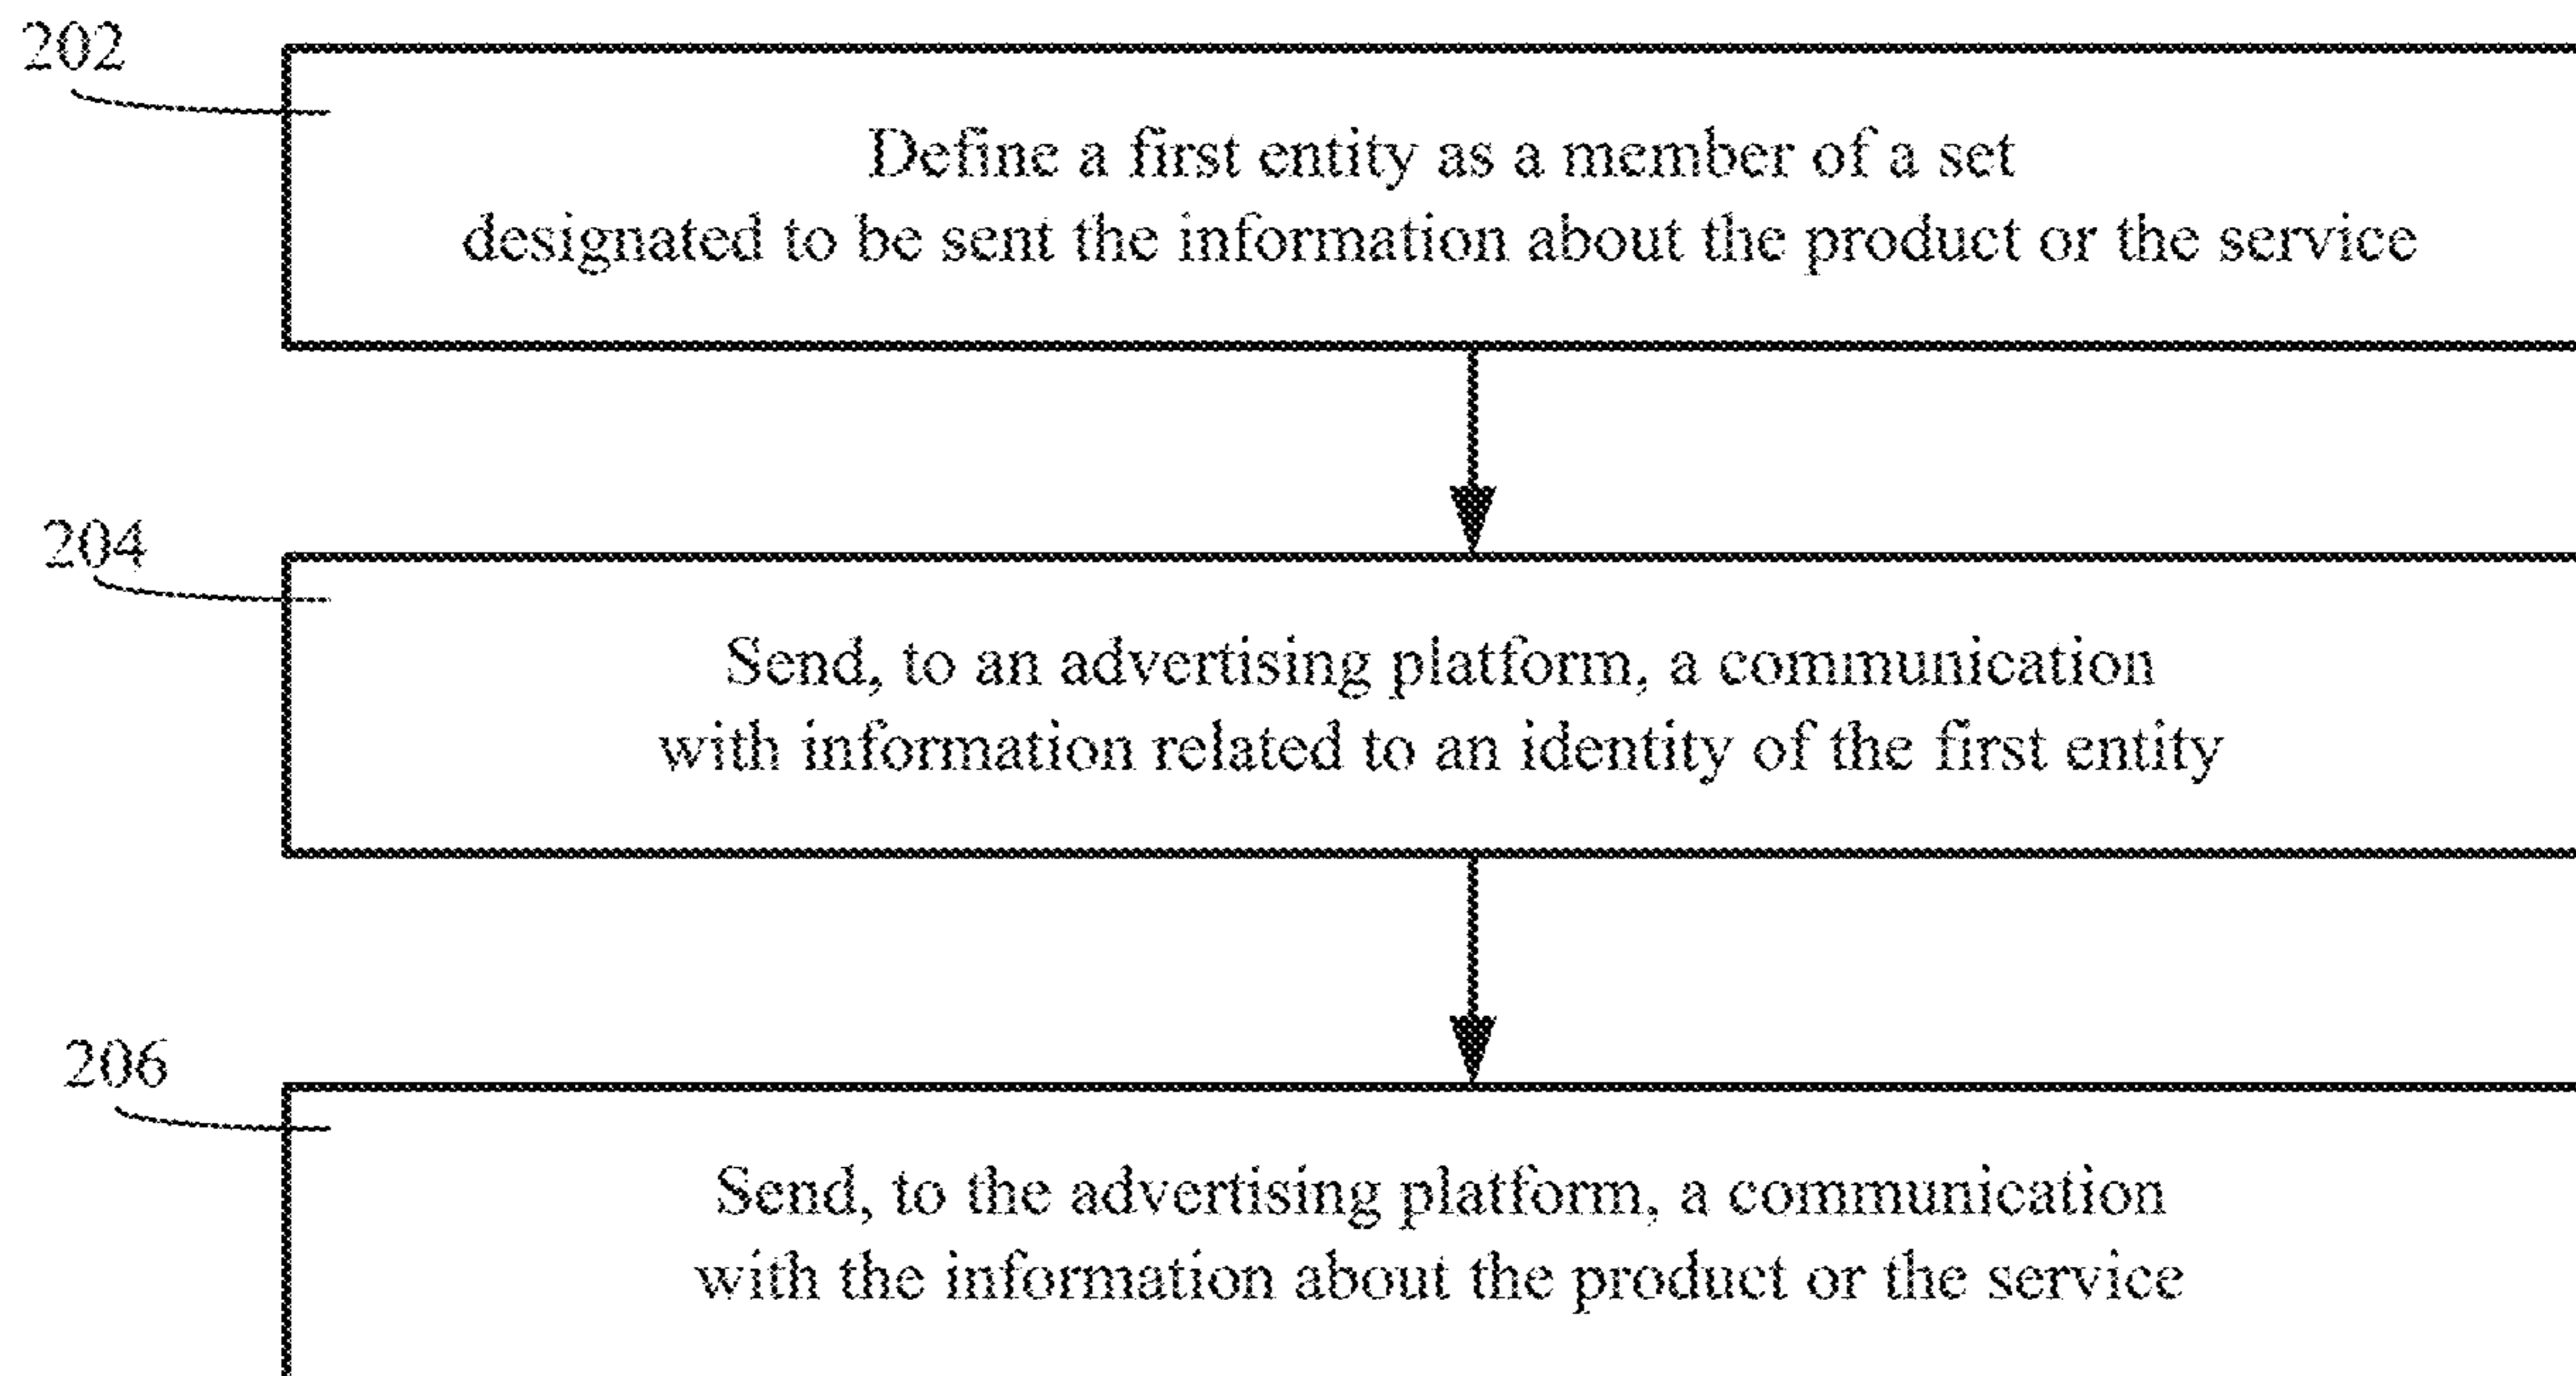 202
Define a first entity as a member of a set
designated to be sent the information about the product or the service
204
Send, to an advertising platform, a communication
with information related to an identity of the first entity
206
Send, to the advertising platform, a communication
with the information about the product or the service